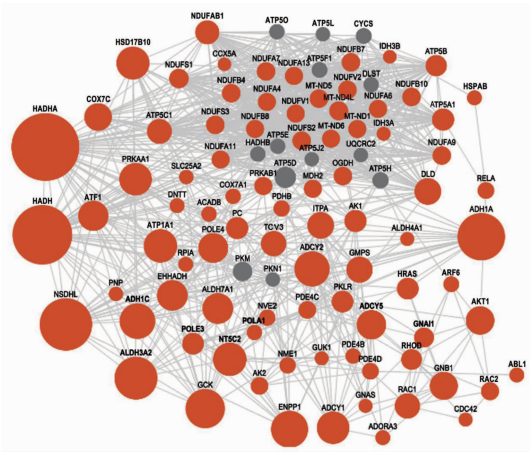 NDUFAB1
ATP5O
ATP5L
CYCS
HSD17B10
NDUFS1
CCX5A
NDUFA7
NDUFA13
ATP5F1
NDUFB7
IDH3B
ATP5B
HADHA
COX7C
NDUFB4
NDUFA4
MT-ND5
NDUFV2
DLST
NDUFB10
HSPAB
ATP5C1
NDUFS3
NDUFB8
NDUFV1
MT-ND4L
NDUFA6
ATP5A1
HADHB
ATP5E
NDUFS2
MT-ND6
MT-ND1
IDH3A
NDUFA11
ATP5J2
UQCRC2
NDUFA9
PRKAA1
SLC25A2
PRKAB1
ATP5D
MDH2
OGDH
ATP5H
DLD
RELA
HADH
ATF1
DNTT
COX7A1
ACADB
PDHB
ITPA
AK1
ADH1A
ATP1A1
POLE4
PC
TCV3
ALDH4A1
RPIA
PKM
PKN1
ADCY2
GMPS
NSDHL
PNP
EHHADH
ADH1C
ALDH7A1
NVE2
PDE4C
PKLR
HRAS
ARF6
POLE3
POLA1
ADCY5
GNAI1
AKT1
ALDH3A2
NT5C2
NME1
GUK1
PDE4B
PDE4D
RHOD
GCK
AK2
GNAS
RAC1
GNB1
RAC2
ABL1
ENPP1
ADCY1
ADORA3
CDC42